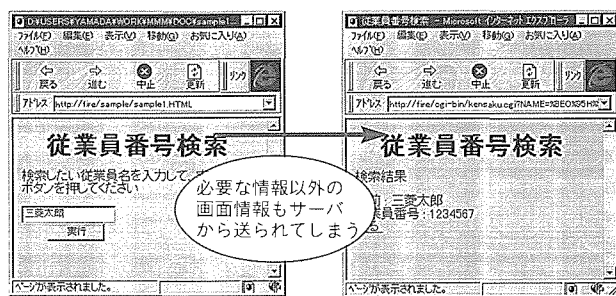 D:¥USERS¥YAMADA¥WORK¥MMM¥DOC¥sample1...
ファイル(F) 編集(E) 表示(V) 移動(G) お気に入り(A)
ヘルプ(H)
戻る 進む 中止 更新 リンク
アドレス http://fire/sample/sample1.HTML
従業員番号検索
検索したい従業員名を入力して、
ボタンを押してください
三菱太郎
実行
ページが表示されました。
必要な情報以外の
画面情報もサーバ
から送られてしまう
従業員番号検索 - Microsoft インターネット エクスプローラ
ファイル(F) 編集(E) 表示(V) 移動(G) お気に入り(A)
ヘルプ(H)
戻る 進む 中止 更新 リンク
アドレス http://fire/cgi-bin/kensaku.cgi?NAME=%8EO%95H%
従業員番号検索
検索結果
三菱太郎
員番号:1234567
ページが表示されました。